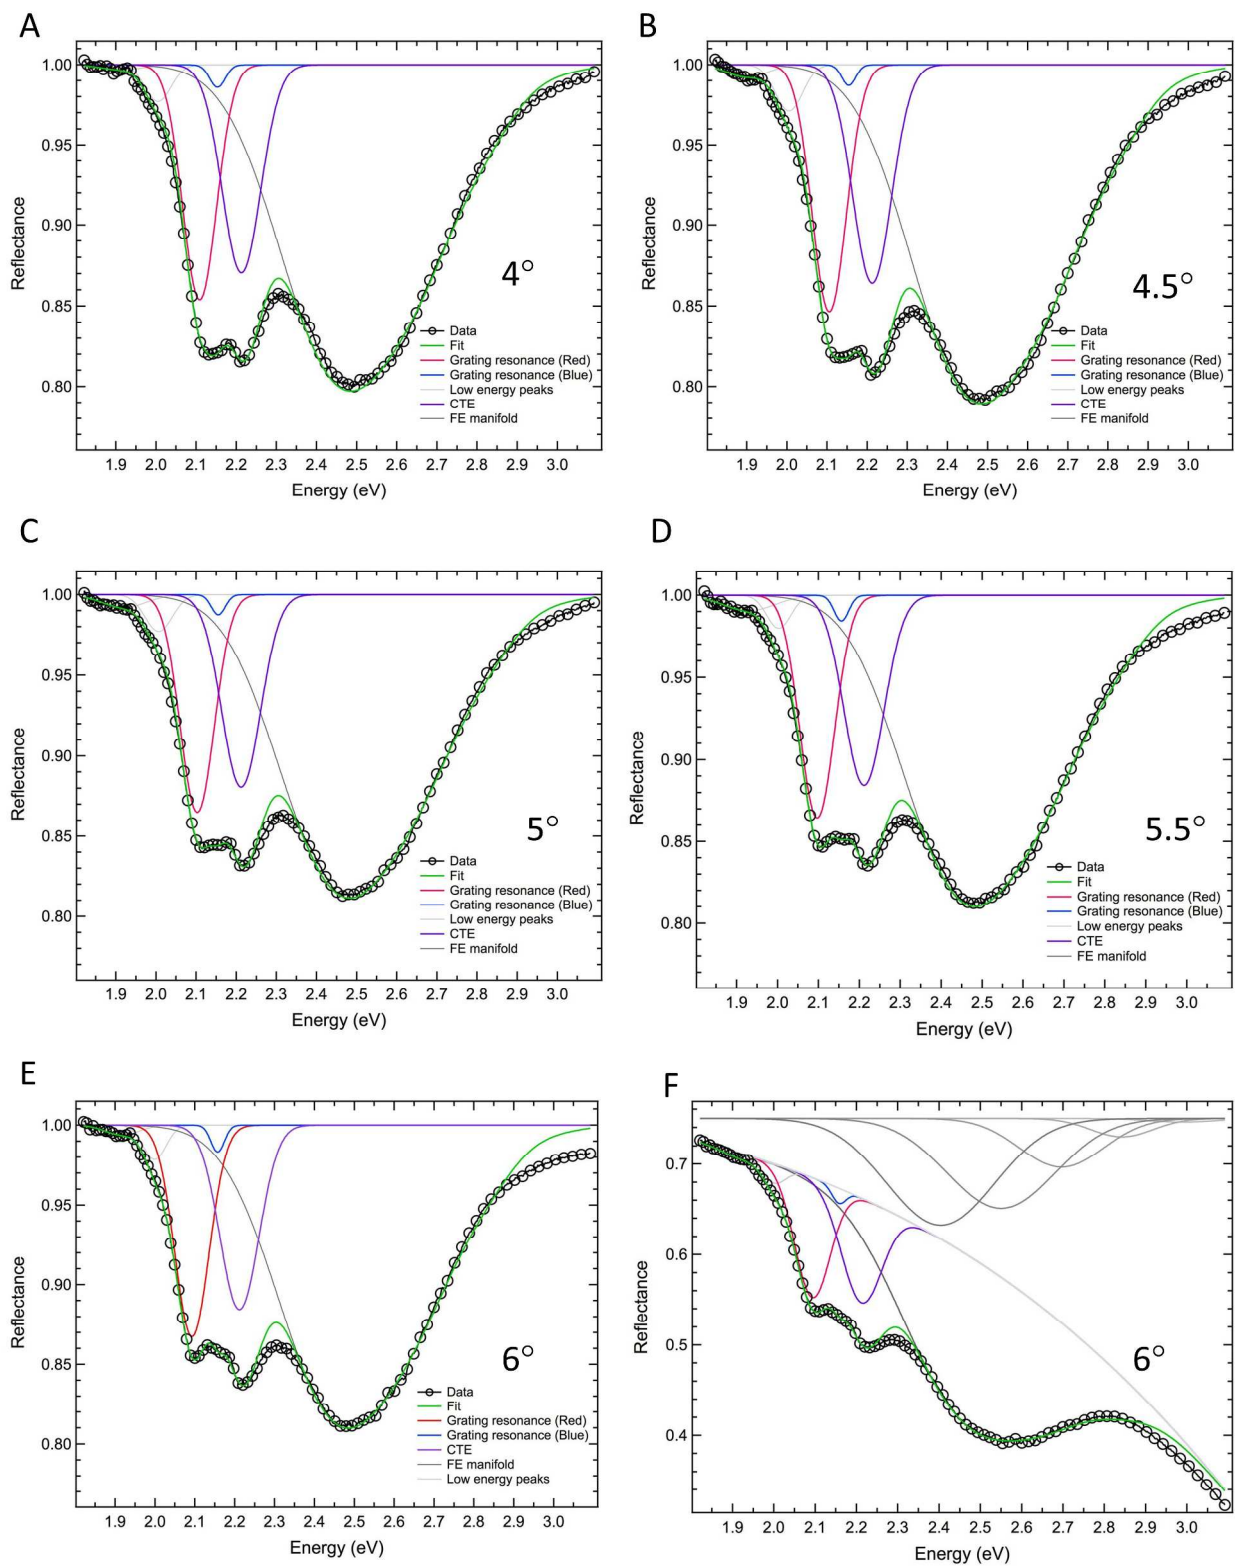 A
1.00
0.95
0.90
0.85
0.80
Reflectance
4°
Data
Fit
Grating resonance (Red)
Grating resonance (Blue)
Low energy peaks
CTE
FE manifold
1.9 2.0 2.1 2.2 2.3 2.4 2.5 2.6 2.7 2.8 2.9 3.0
Energy (eV)
B
1.00
0.95
0.90
0.85
0.80
Reflectance
4.5°
Data
Fit
Grating resonance (Red)
Grating resonance (Blue)
Low energy peaks
CTE
FE manifold
1.9 2.0 2.1 2.2 2.3 2.4 2.5 2.6 2.7 2.8 2.9 3.0
Energy (eV)
C
1.00
0.95
0.90
0.85
0.80
Reflectance
5°
Data
Fit
Grating resonance (Red)
Grating resonance (Blue)
Low energy peaks
CTE
FE manifold
1.9 2.0 2.1 2.2 2.3 2.4 2.5 2.6 2.7 2.8 2.9 3.0
Energy (eV)
D
1.00
0.95
0.90
0.85
0.80
Reflectance
5.5°
Data
Fit
Grating resonance (Red)
Grating resonance (Blue)
Low energy peaks
CTE
FE manifold
1.9 2.0 2.1 2.2 2.3 2.4 2.5 2.6 2.7 2.8 2.9 3.0
Energy (eV)
E
1.00
0.95
0.90
0.85
0.80
Reflectance
6°
Data
Fit
Grating resonance (Red)
Grating resonance (Blue)
CTE
FE manifold
Low energy peaks
1.9 2.0 2.1 2.2 2.3 2.4 2.5 2.6 2.7 2.8 2.9 3.0
Energy (eV)
F
0.7
0.6
0.5
0.4
Reflectance
6°
1.9 2.0 2.1 2.2 2.3 2.4 2.5 2.6 2.7 2.8 2.9 3.0
Energy (eV)